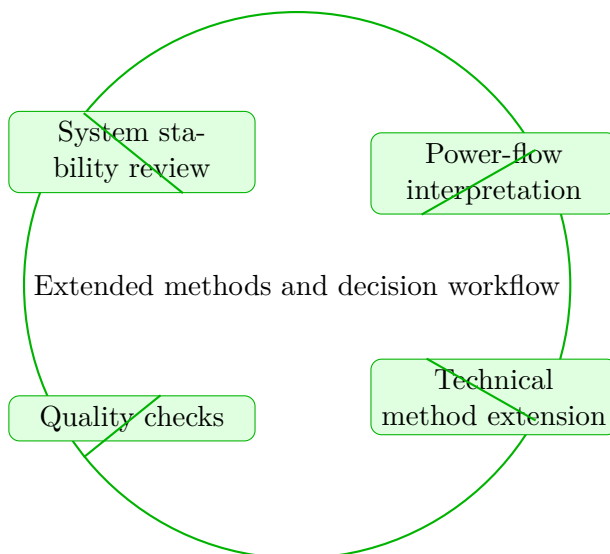 System sta-
bility review
Power-flow
interpretation
Extended methods and decision workflow
Technical
method extension
Quality checks